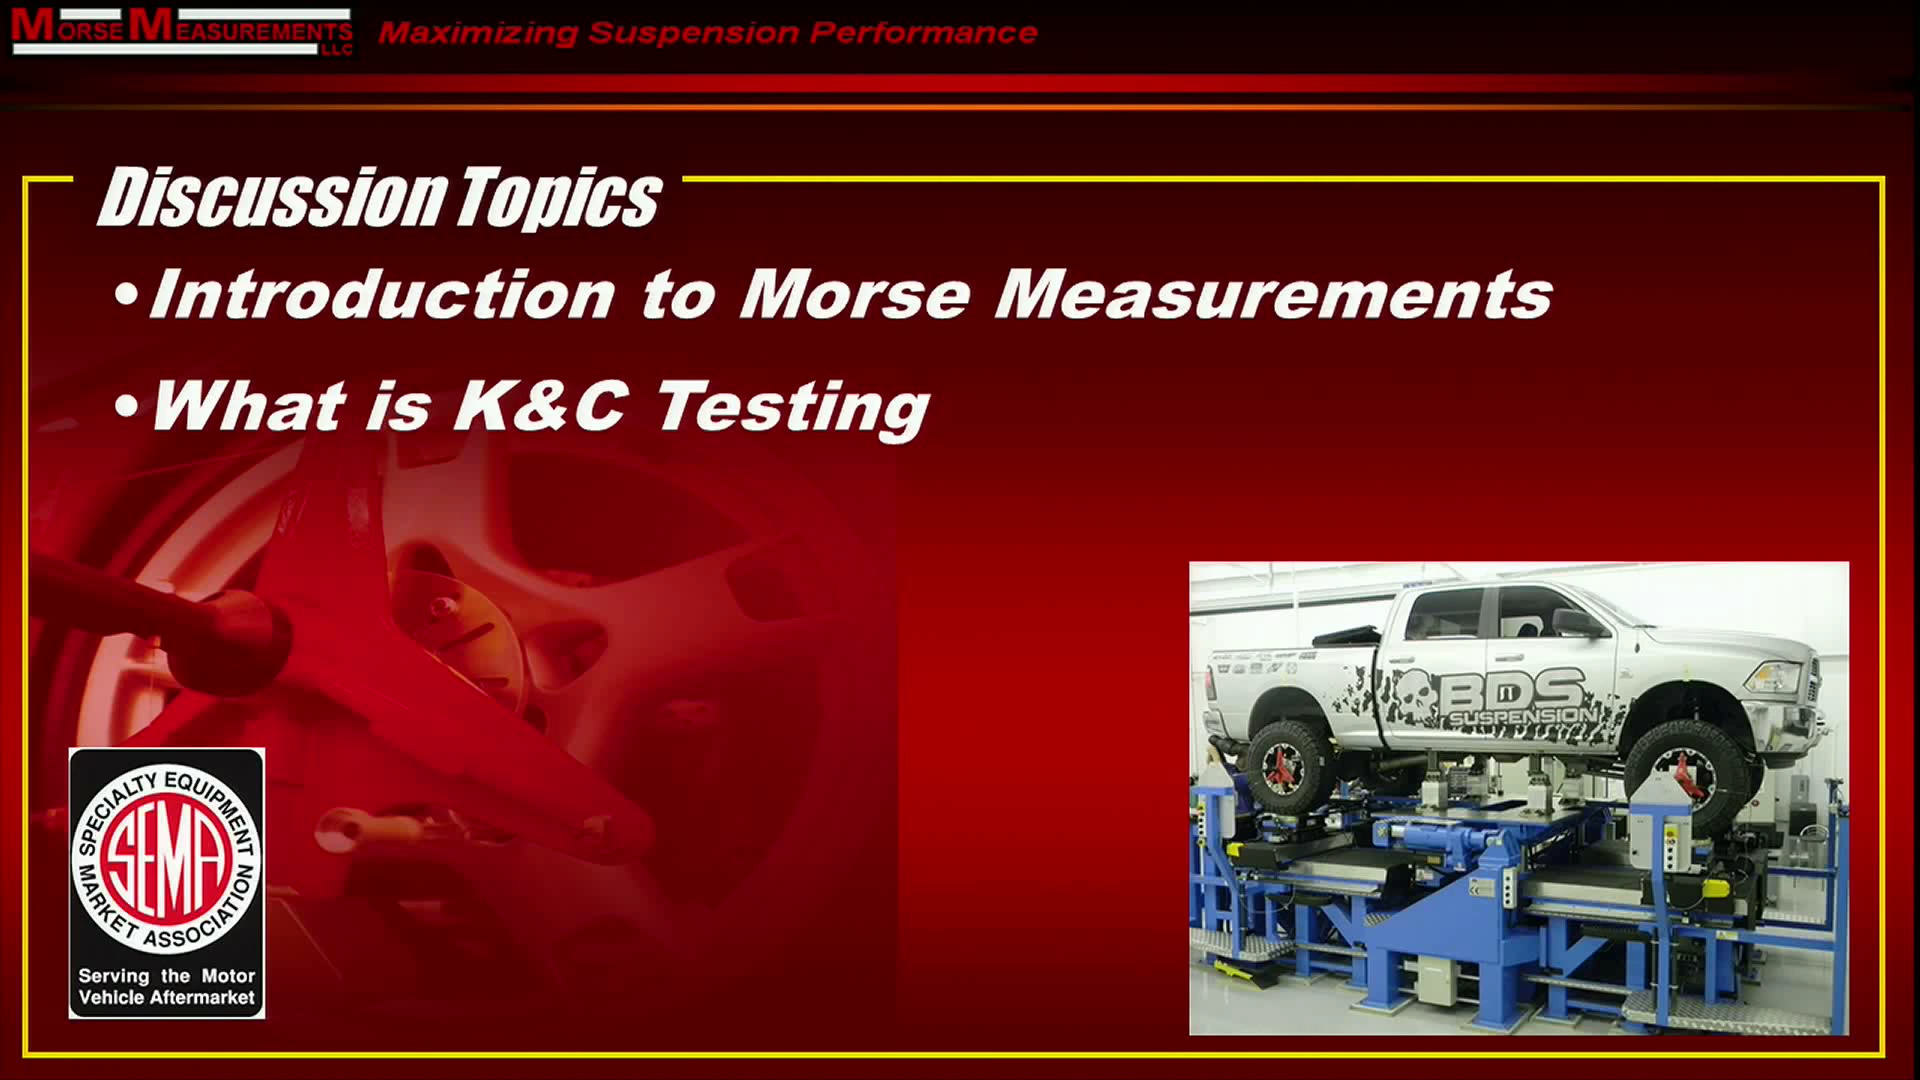 MORSE MEASUREMENTS
LLC
Maximizing Suspension Performance
Discussion Topics
•Introduction to Morse Measurements
•What is K&C Testing
BDS
SUSPENSION
SPECIALTY EQUIPMENT
SEMA
MARKET ASSOCIATION
Serving the Motor
Vehicle Aftermarket